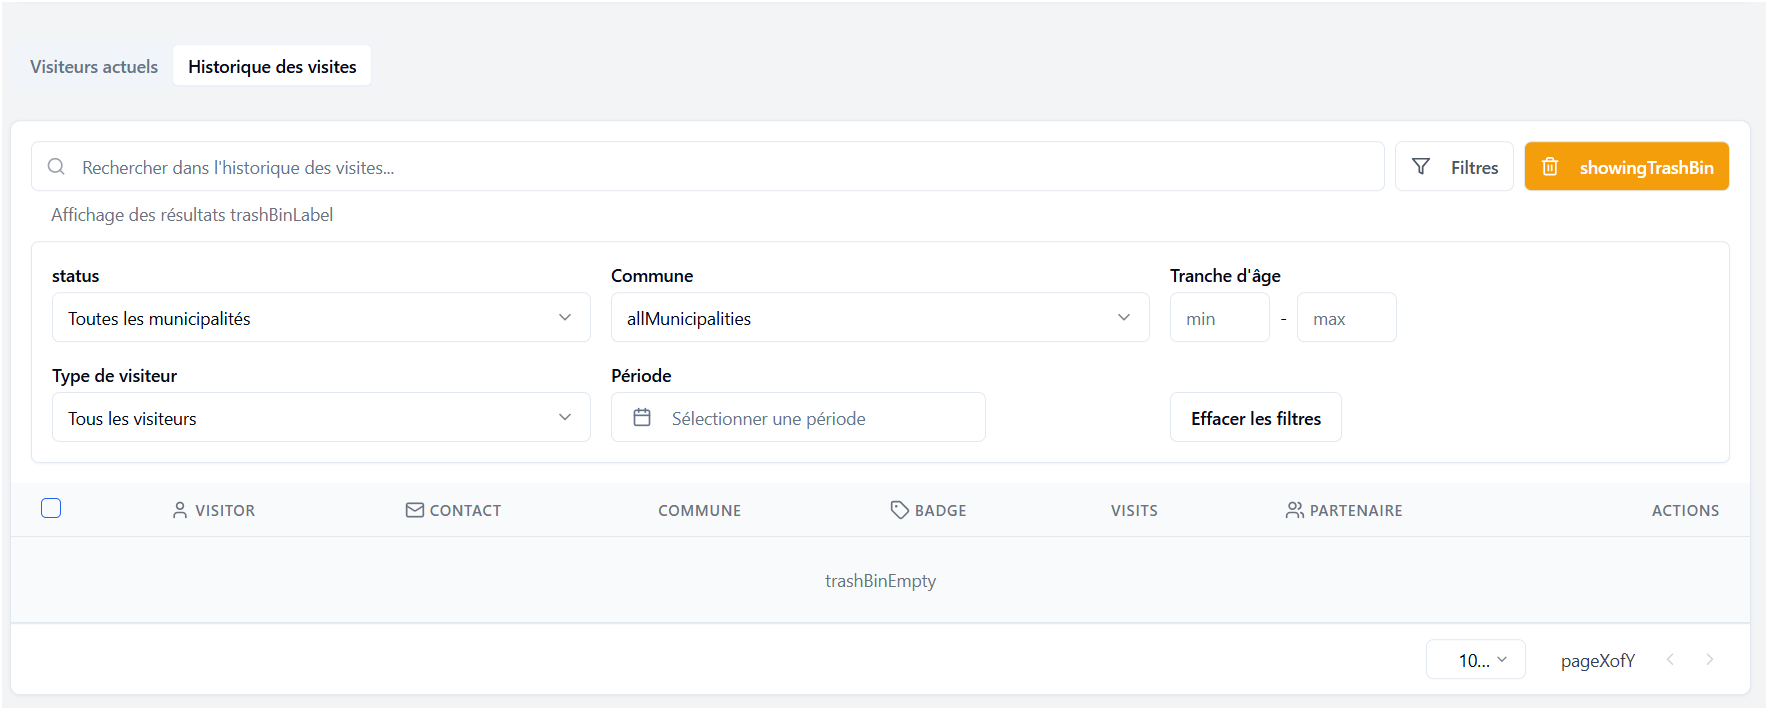 Visiteurs actuels Historique des visites
Rechercher dans l'historique des visites... Filtres showingTrashBin
Affichage des résultats trashBinLabel
status Commune Tranche d'âge
Toutes les municipalités allMunicipalities min - max
Type de visiteur Période
Tous les visiteurs Sélectionner une période Effacer les filtres
VISITOR CONTACT COMMUNE BADGE VISITS PARTENAIRE ACTIONS
trashBinEmpty
10... pageXofY